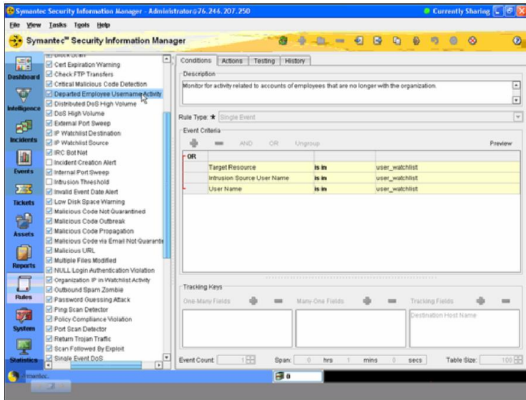 Symantec Security Information Manager - Administrator@76.246.207.250
Currently Sharing
File View Tasks Tools Help
Symantec™ Security Information Manager
Dashboard
Intelligence
Incidents
Events
Tickets
Assets
Reports
Rules
System
Statistics
Block Scan
Cert Expiration Warning
Check FTP Transfers
Critical Malicious Code Detection
Departed Employee Username Activity
Distributed DoS High Volume
DoS High Volume
External Port Sweep
IP Watchlist Destination
IP Watchlist Source
IRC Bot Net
Incident Creation Alert
Internal Port Sweep
Intrusion Threshold
Invalid Event Date Alert
Low Disk Space Warning
Malicious Code Not Quarantined
Malicious Code Outbreak
Malicious Code Propagation
Malicious Code via Email Not Quarantine
Malicious URL
Multiple Files Modified
NULL Login Authentication Violation
Organization IP in Watchlist Activity
Outbound Spam Zombie
Password Guessing Attack
Ping Scan Detector
Policy Compliance Violation
Port Scan Detector
Return Trojan Traffic
Scan Followed By Exploit
Single Event DoS
Conditions Actions Testing History
Description
Monitor for activity related to accounts of employees that are no longer with the organization.
Rule Type: * Single Event
Event Criteria
AND OR Ungroup Preview
OR
Target Resource is in user_watchlist
Intrusion Source User Name is in user_watchlist
User Name is in user_watchlist
Tracking Keys
One-Many Fields Many-One Fields Tracking Fields
Destination Host Name
Event Count: 1 Span: 0 hrs 1 mins 0 secs Table Size: 100
0